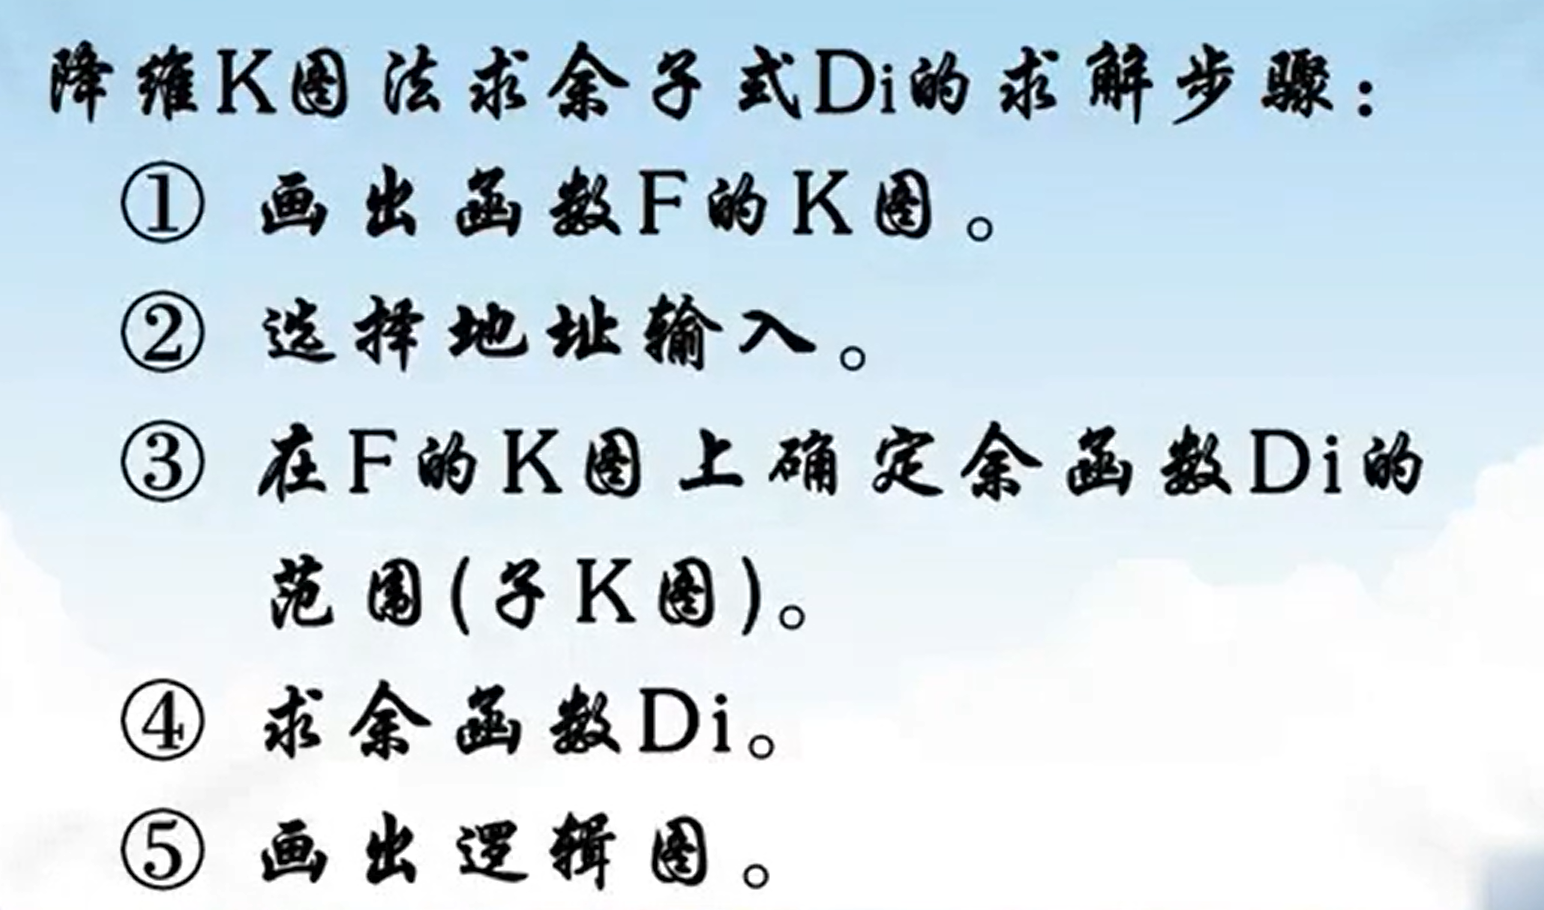 降维K图法求余子式Di的求解步骤：
① 画出函数F的K图。
② 选择地址输入。
③ 在F的K图上确定余函数Di的
范围(子K图)。
④ 求余函数Di。
⑤ 画出逻辑图。